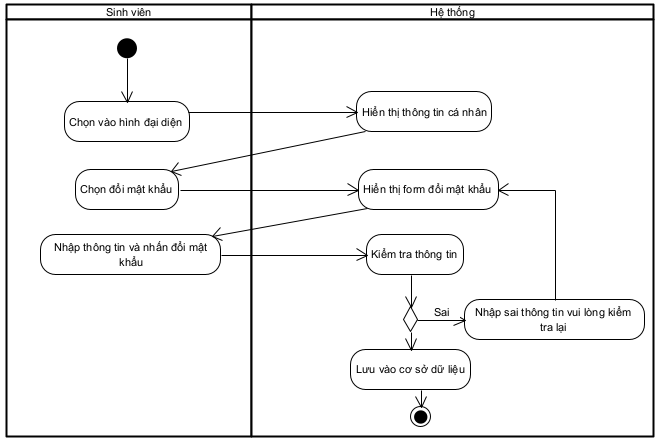 Sinh viên
Hệ thống
Chọn vào hình đại diện
Hiển thị thông tin cá nhân
Chọn đổi mật khẩu
Hiển thị form đổi mật khẩu
Nhập thông tin và nhấn đổi mật
khẩu
Kiểm tra thông tin
Sai
Nhập sai thông tin vui lòng kiểm
tra lại
Lưu vào cơ sở dữ liệu